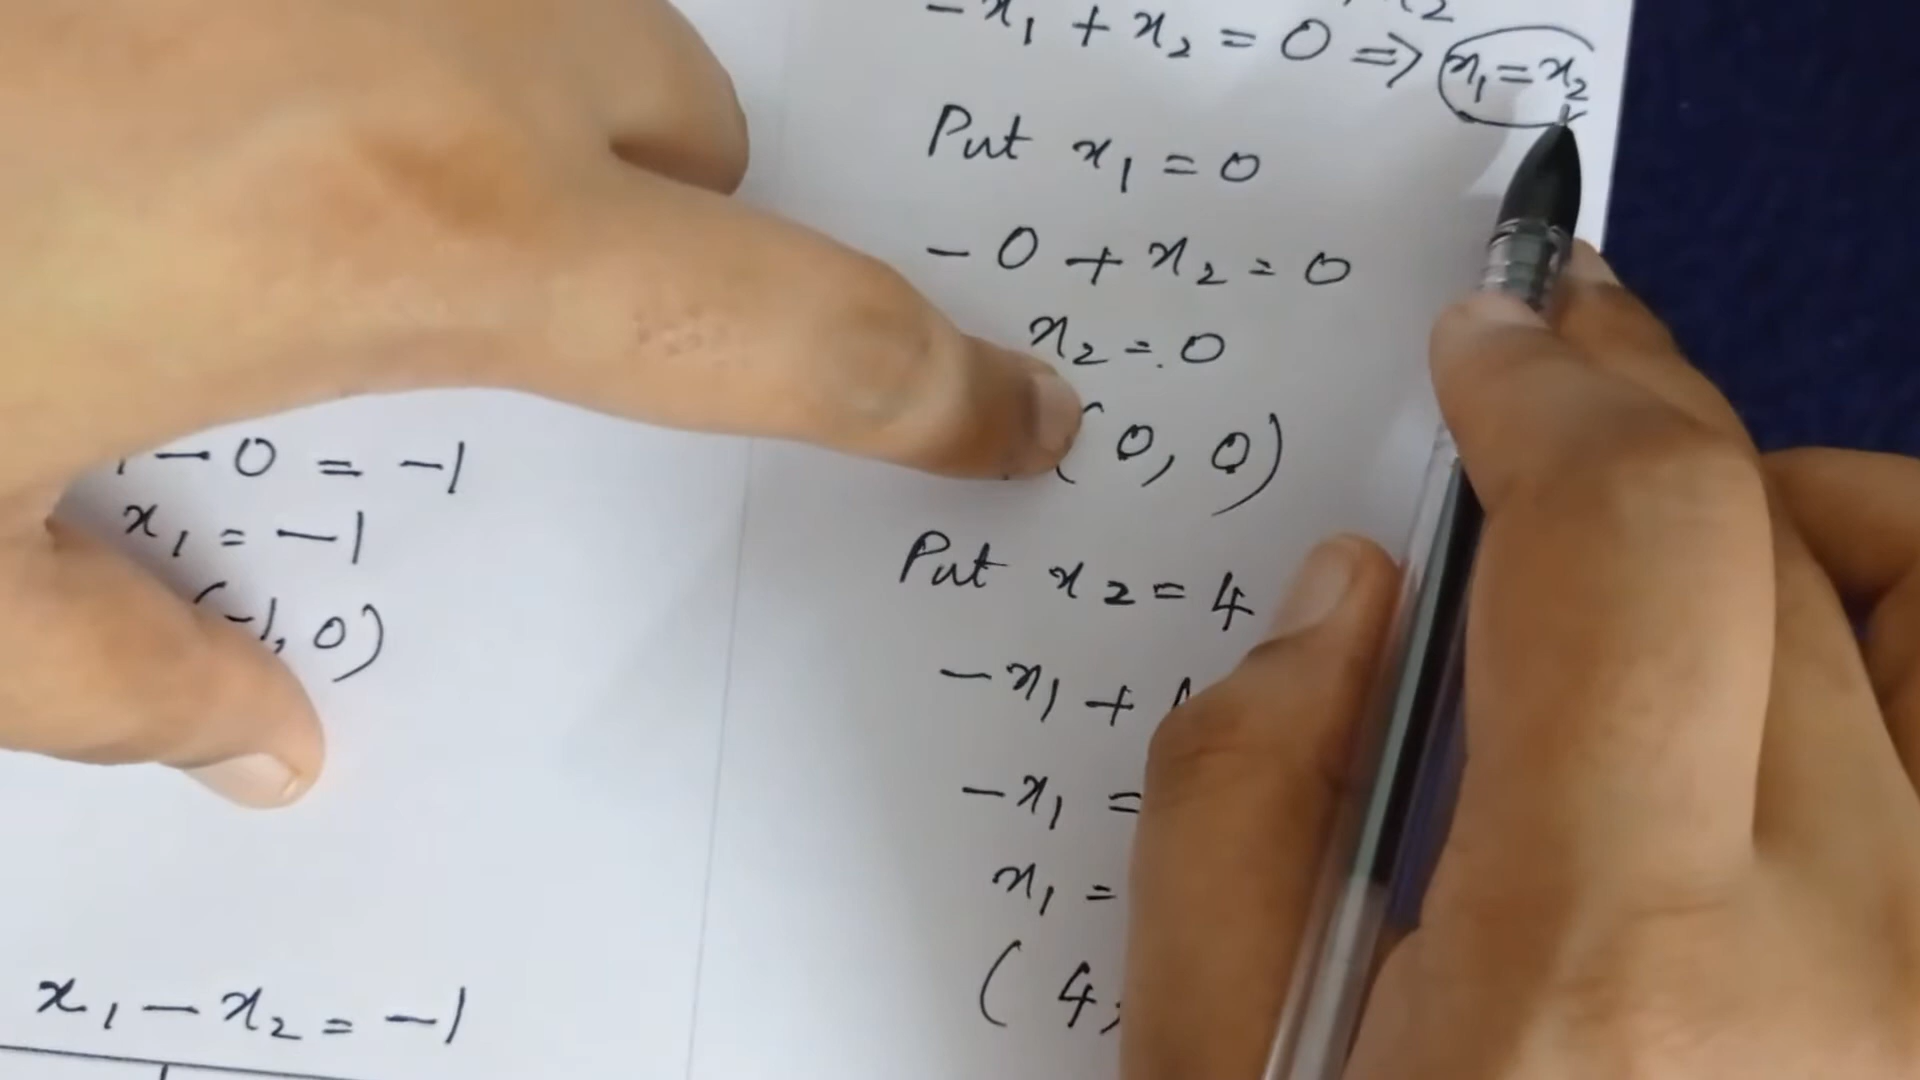 - 0 = -1
x₁ = -1
(-1, 0)
x₁ - x₂ = -1
-x₁ + x₂ = 0 ⇒ x₁ = x₂
Put x₁ = 0
- 0 + x₂ = 0
x₂ = 0
(0, 0)
Put x₂ = 4
-x₁ +
-x₁ =
x₁ =
(4,